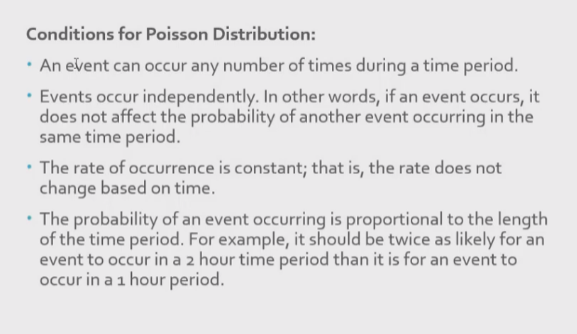 Conditions for Poisson Distribution:
• An event can occur any number of times during a time period.
• Events occur independently. In other words, if an event occurs, it
does not affect the probability of another event occurring in the
same time period.
• The rate of occurrence is constant; that is, the rate does not
change based on time.
• The probability of an event occurring is proportional to the length
of the time period. For example, it should be twice as likely for an
event to occur in a 2 hour time period than it is for an event to
occur in a 1 hour period.